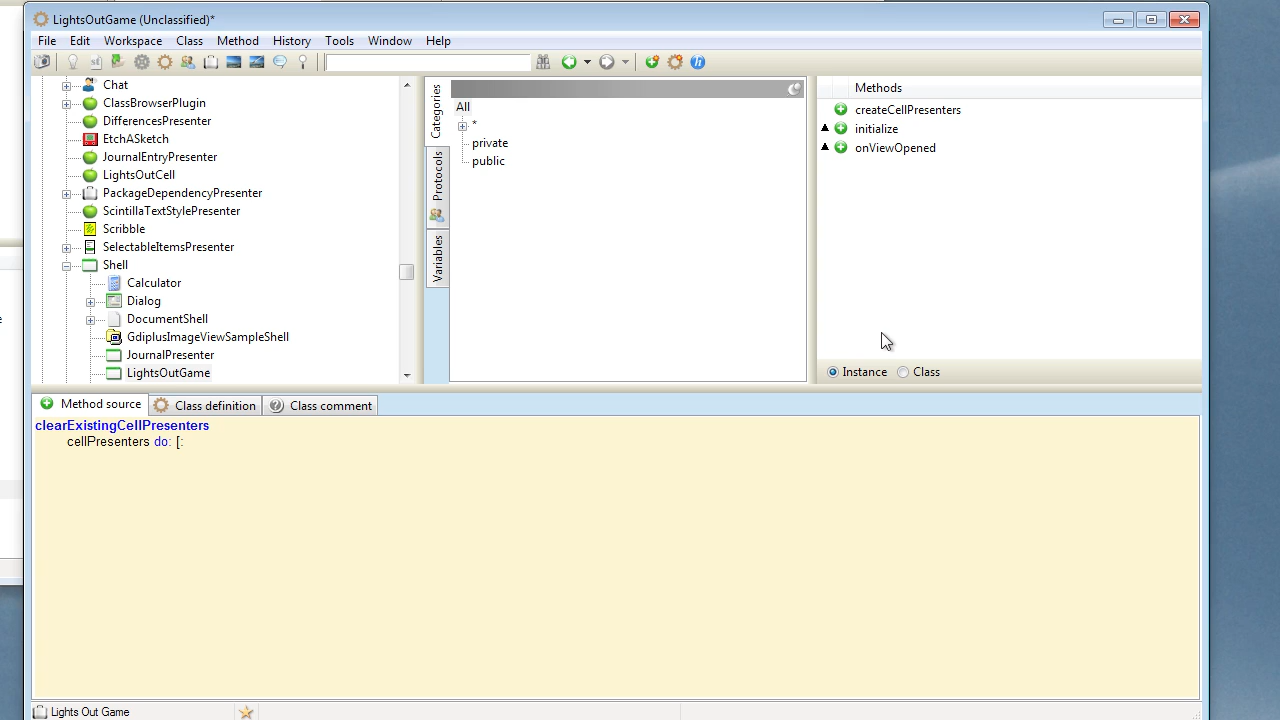 LightsOutGame (Unclassified)*
File Edit Workspace Class Method History Tools Window Help
Chat
ClassBrowserPlugin
DifferencesPresenter
EtchASketch
JournalEntryPresenter
LightsOutCell
PackageDependencyPresenter
ScintillaTextStylePresenter
Scribble
SelectableItemsPresenter
Shell
Calculator
Dialog
DocumentShell
GdiplusImageViewSampleShell
JournalPresenter
LightsOutGame
Categories
Protocols
Variables
All
*
private
public
Methods
createCellPresenters
initialize
onViewOpened
Instance Class
Method source Class definition Class comment
clearExistingCellPresenters
cellPresenters do: [:
Lights Out Game